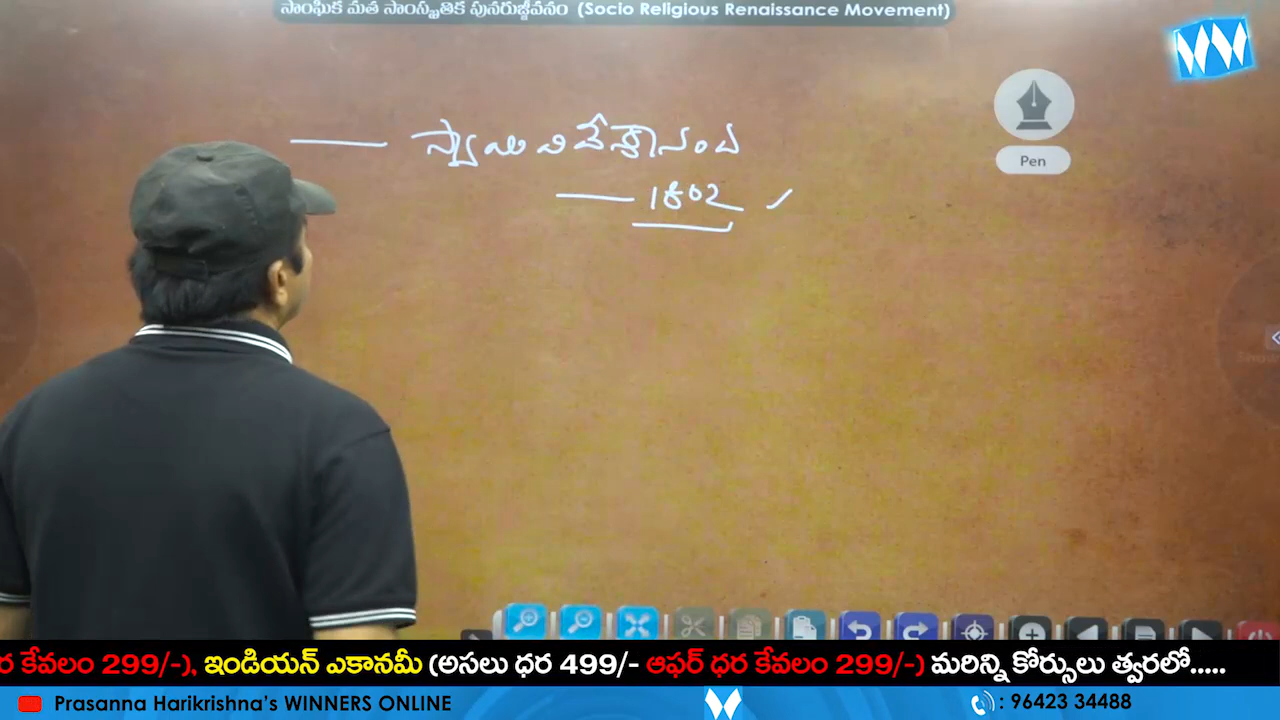 సాంఘిక మత సాంస్కృతిక పునరుజ్జీవనం (Socio Religious Renaissance Movement)
W
Pen
స్వామి వివేకానంద
1802
కేవలం 299/-), ఇండియన్ ఎకానమీ (అసలు ధర 499/- ఆఫర్ ధర కేవలం 299/-) మరిన్ని కోర్సులు త్వరలో.....
Prasanna Harikrishna's WINNERS ONLINE
: 96423 34488